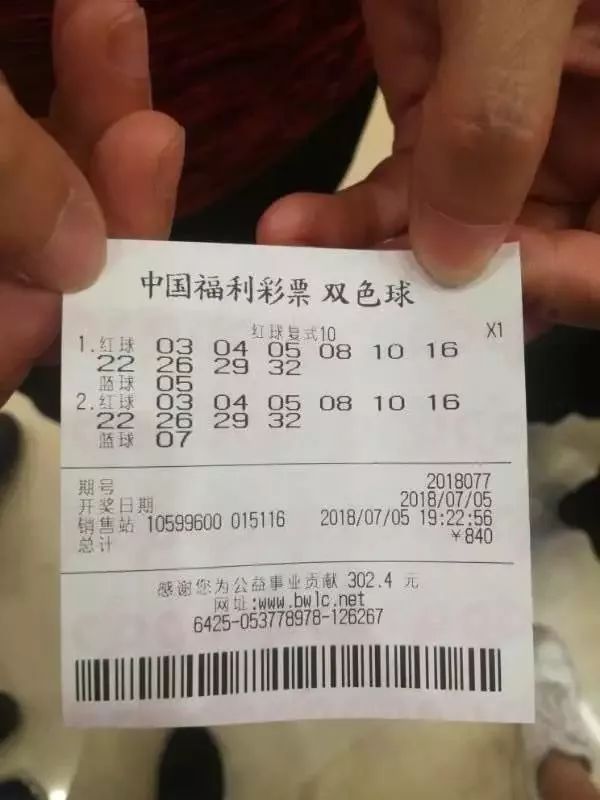 中国福利彩票 双色球
红球复式10 X1
1.红球 03 04 05 08 10 16
22 26 29 32
蓝球 05
2.红球 03 04 05 08 10 16
22 26 29 32
蓝球 07
期号 2018077
开奖日期 2018/07/05
销售站 10599600 015116 2018/07/05 19:22:56
总计 ¥840
感谢您为公益事业贡献 302.4 元
网址:www.bwlc.net
6425-053778978-126267